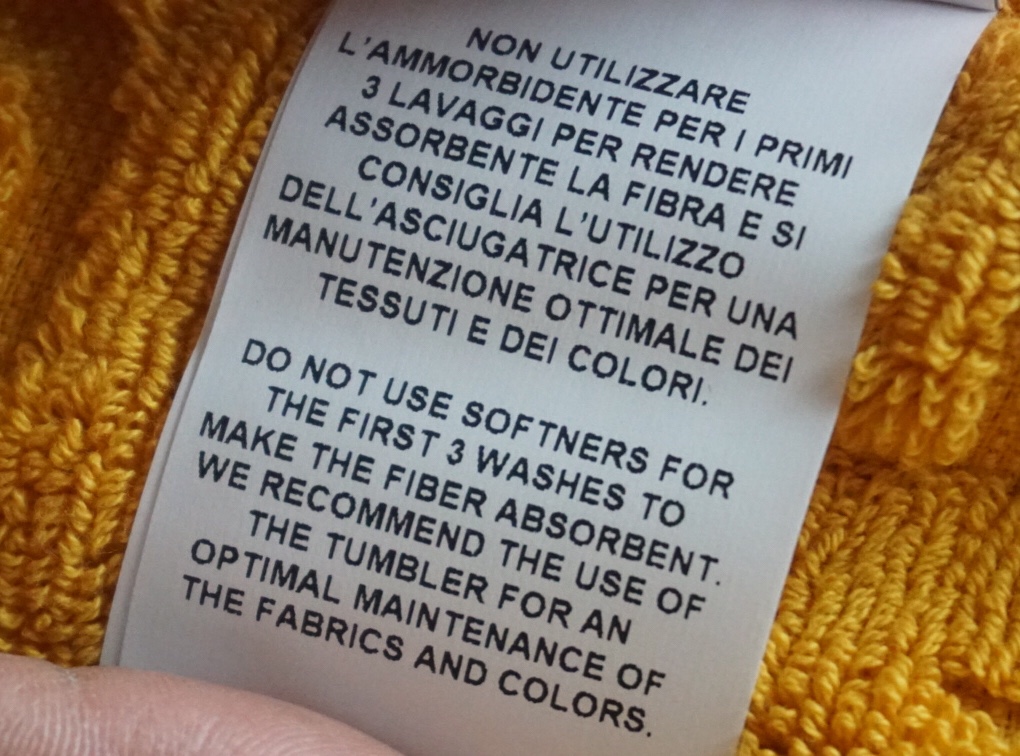 NON UTILIZZARE
L'AMMORBIDENTE PER I PRIMI
3 LAVAGGI PER RENDERE
ASSORBENTE LA FIBRA E SI
CONSIGLIA L'UTILIZZO
DELL'ASCIUGATRICE PER UNA
MANUTENZIONE OTTIMALE DEI
TESSUTI E DEI COLORI.
DO NOT USE SOFTNERS FOR
THE FIRST 3 WASHES TO
MAKE THE FIBER ABSORBENT.
WE RECOMMEND THE USE OF
THE TUMBLER FOR AN
OPTIMAL MAINTENANCE OF
THE FABRICS AND COLORS.